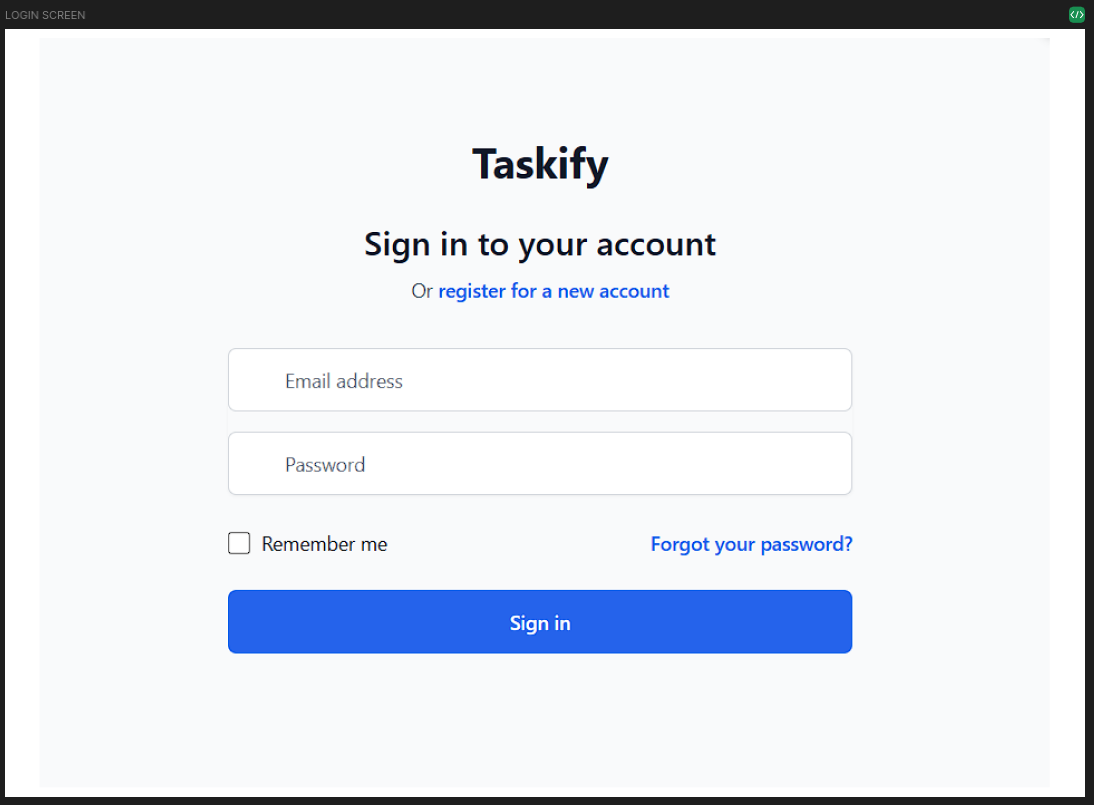 LOGIN SCREEN
Taskify
Sign in to your account
Or register for a new account
Email address
Password
Remember me
Forgot your password?
Sign in